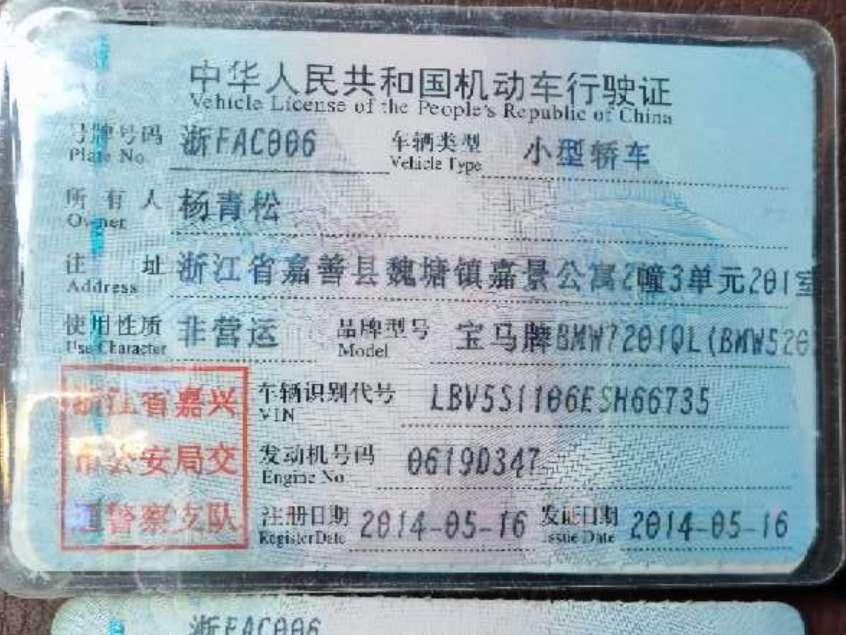 中华人民共和国机动车行驶证
Vehicle License of the People's Republic of China
号牌号码 浙FAC006 车辆类型 小型轿车
Plate No. Vehicle Type
所有人 杨青松
Owner
住址 浙江省嘉善县魏塘镇嘉景公寓2幢3单元201室
Address
使用性质 非营运 品牌型号 宝马牌BMW7201QL(BMW520
Use Character Model
浙江省嘉兴 车辆识别代号 LBV5S1106ESH66735
VIN
市公安局交 发动机号码 0619D347
Engine No.
通警察支队 注册日期 2014-05-16 发证日期 2014-05-16
Register Date Issue Date
浙FAC006